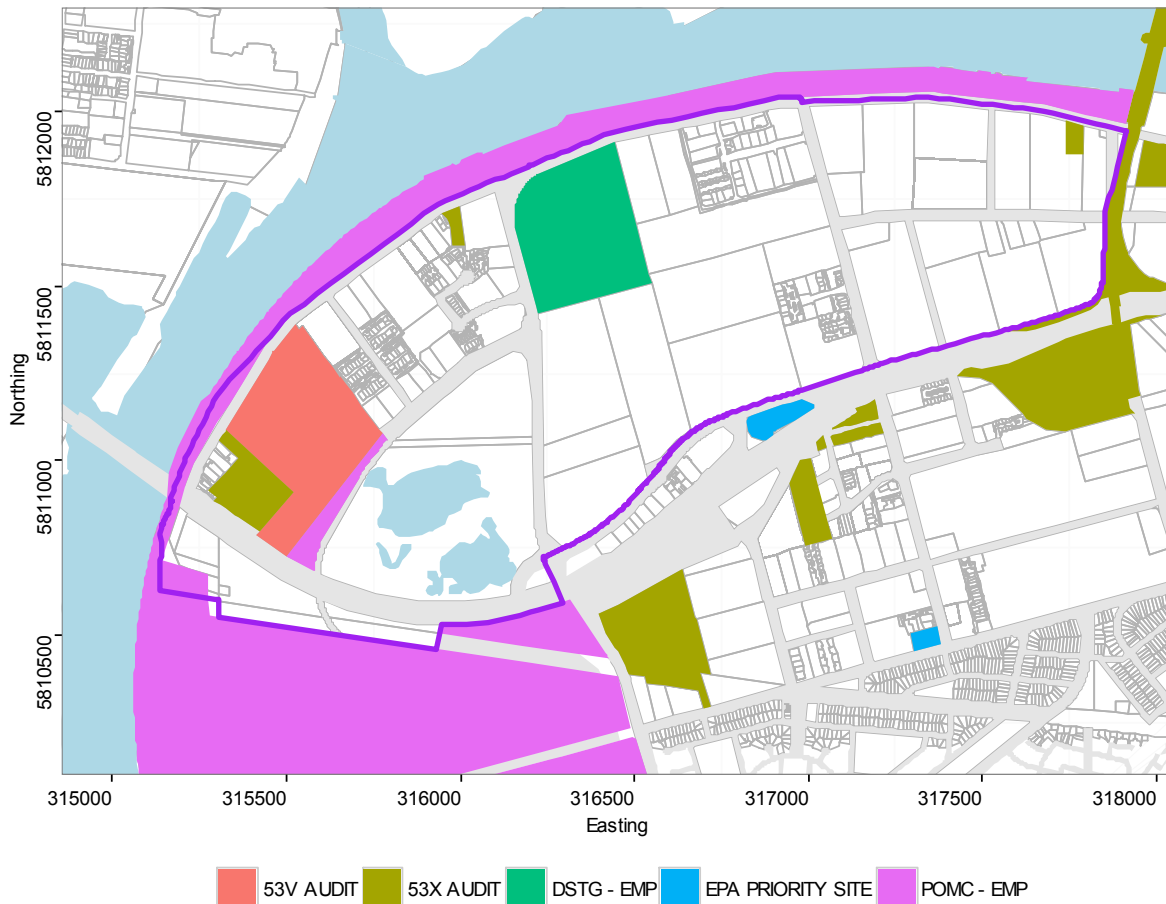 5812000
5811500
5811000
5810500
Northing
315000 315500 316000 316500 317000 317500 318000
Easting
53V AUDIT 53X AUDIT DSTG - EMP EPA PRIORITY SITE POMC - EMP